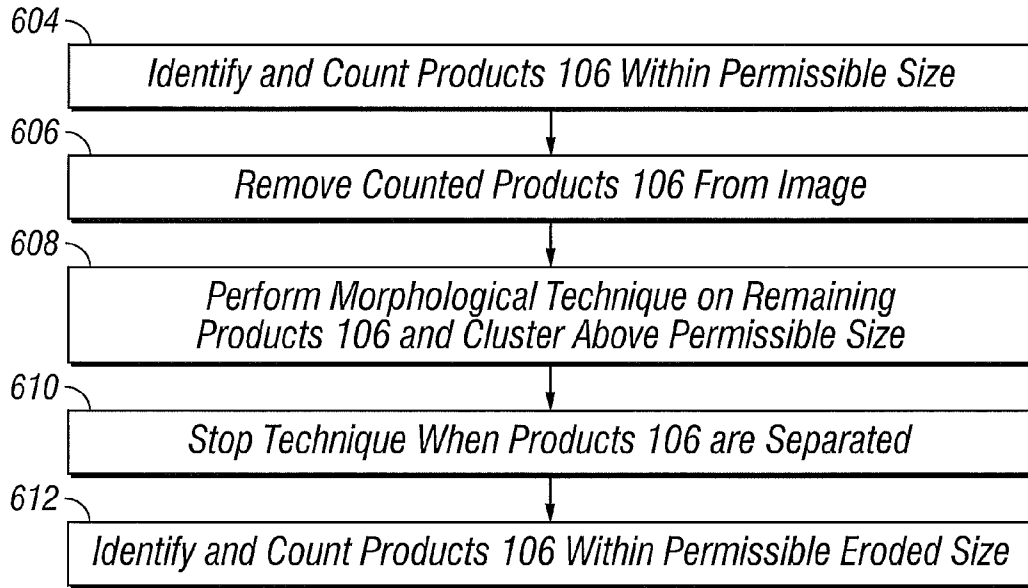 604
Identify and Count Products 106 Within Permissible Size
606
Remove Counted Products 106 From Image
608
Perform Morphological Technique on Remaining
Products 106 and Cluster Above Permissible Size
610
Stop Technique When Products 106 are Separated
612
Identify and Count Products 106 Within Permissible Eroded Size